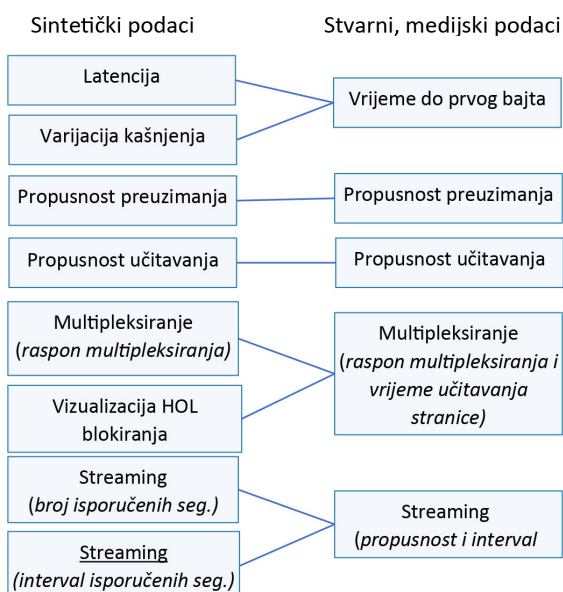 Sintetički podaci
Stvarni, medijski podaci
Latencija
Varijacija kašnjenja
Vrijeme do prvog bajta
Propusnost preuzimanja
Propusnost preuzimanja
Propusnost učitavanja
Propusnost učitavanja
Multipleksiranje
(raspon multipleksiranja)
Vizualizacija HOL
blokiranja
Multipleksiranje
(raspon multipleksiranja i
vrijeme učitavanja
stranice)
Streaming
(broj isporučenih seg.)
Streaming
(interval isporučenih seg.)
Streaming
(propusnost i interval